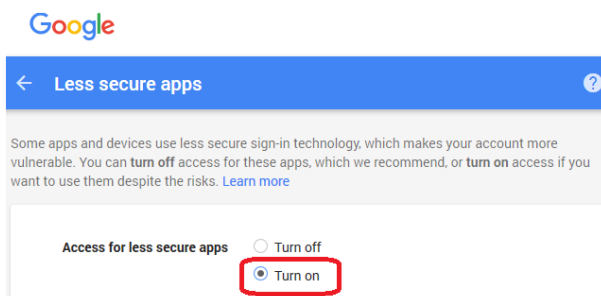 Google
Less secure apps
?
Some apps and devices use less secure sign-in technology, which makes your account more
vulnerable. You can turn off access for these apps, which we recommend, or turn on access if you
want to use them despite the risks. Learn more
Access for less secure apps
Turn off
Turn on